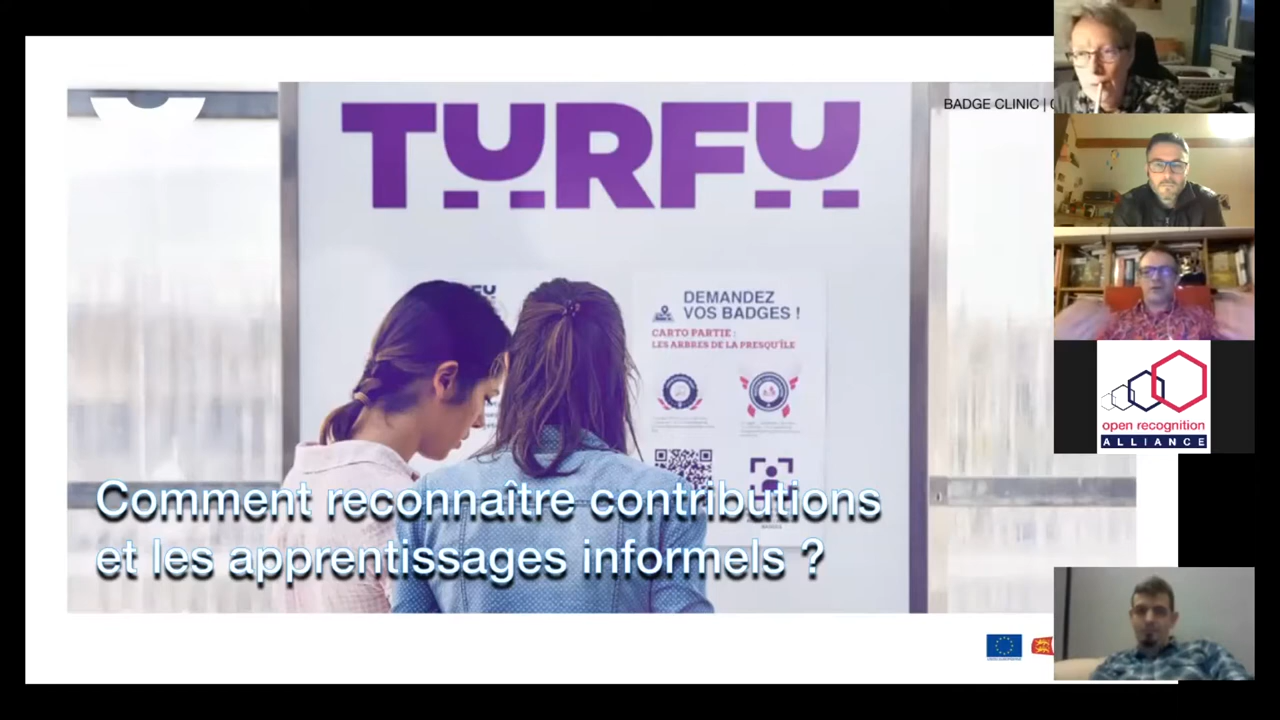 BADGE CLINIC |
TURFU
DEMANDEZ
VOS BADGES !
CARTO PARTIE :
LES ARBRES DE LA PRESQU'ÎLE
Comment reconnaître contributions
et les apprentissages informels ?
open recognition
ALLIANCE